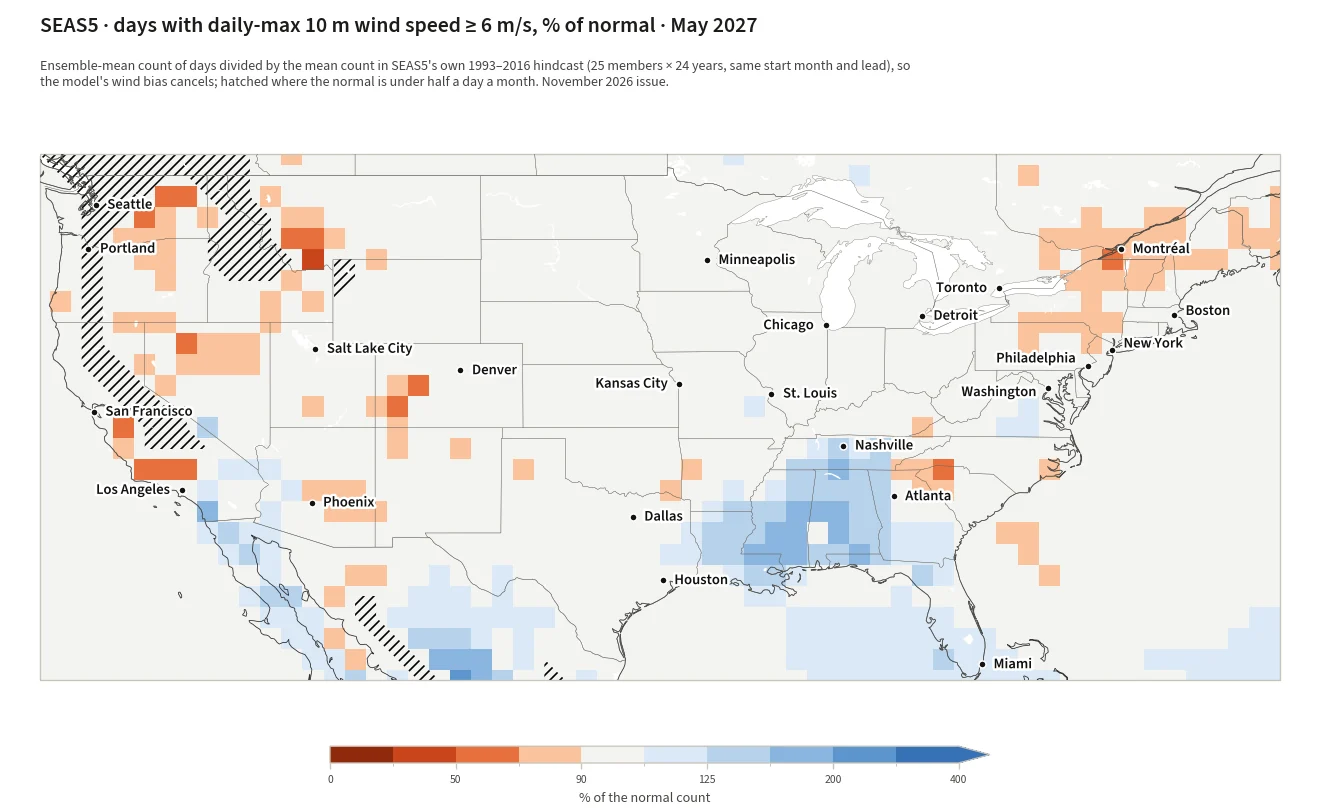 SEAS5 · days with daily-max 10 m wind speed ≥ 6 m/s, % of normal · May 2027
Ensemble-mean count of days divided by the mean count in SEAS5's own 1993–2016 hindcast (25 members × 24 years, same start month and lead), so
the model's wind bias cancels; hatched where the normal is under half a day a month. November 2026 issue.
Seattle
Portland
Montréal
Minneapolis
Toronto
Boston
Detroit
Chicago
New York
Salt Lake City
Philadelphia
Denver
Kansas City
St. Louis
Washington
San Francisco
Nashville
Los Angeles
Phoenix
Atlanta
Dallas
Houston
Miami
0 50 90 125 200 400
% of the normal count